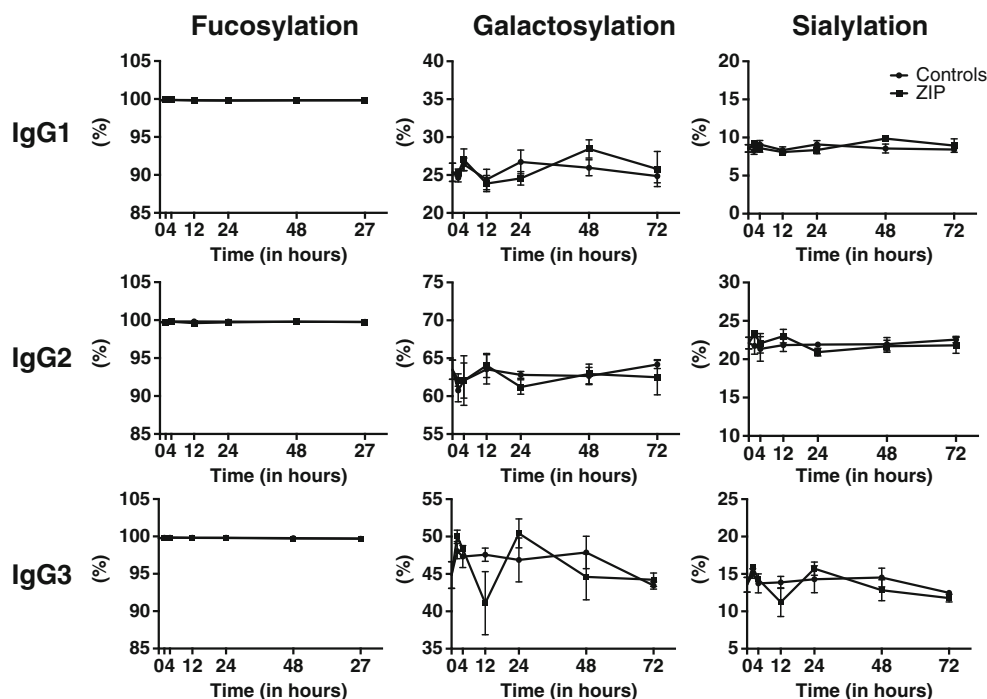 Fucosylation Galactosylation Sialylation
IgG1
(%)
105
100
95
90
85
04 12 24 48 27
Time (in hours)
(%)
40
35
30
25
20
04 12 24 48 72
Time (in hours)
(%)
20
15
10
5
0
04 12 24 48 72
Time (in hours)
Controls
ZIP
IgG2
(%)
105
100
95
90
85
04 12 24 48 27
Time (in hours)
(%)
75
70
65
60
55
04 12 24 48 72
Time (in hours)
(%)
30
25
20
15
10
04 12 24 48 72
Time (in hours)
IgG3
(%)
105
100
95
90
85
04 12 24 48 27
Time (in hours)
(%)
55
50
45
40
35
04 12 24 48 72
Time (in hours)
(%)
25
20
15
10
5
04 12 24 48 72
Time (in hours)